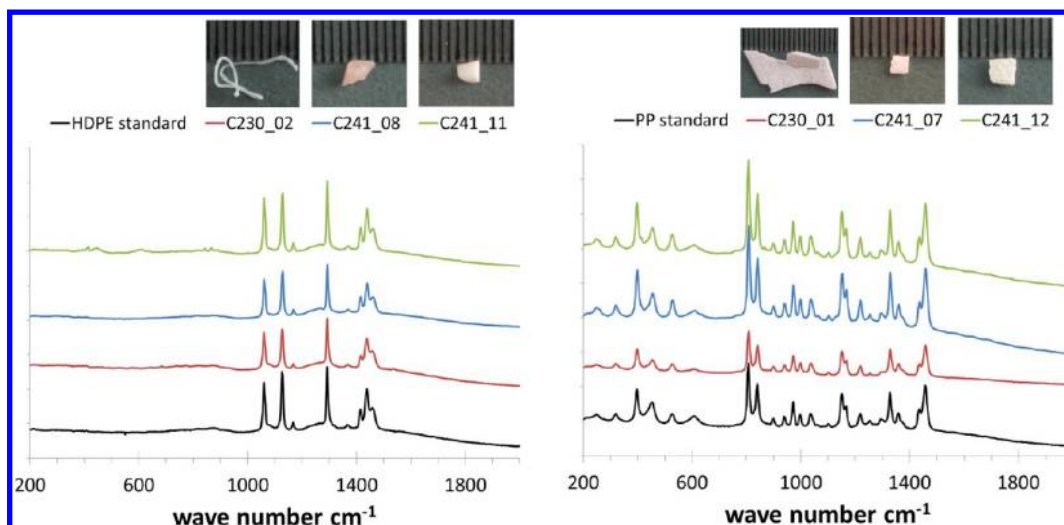 HDPE standard C230_02 C241_08 C241_11
200 600 1000 1400 1800
wave number cm⁻¹
PP standard C230_01 C241_07 C241_12
200 600 1000 1400 1800
wave number cm⁻¹